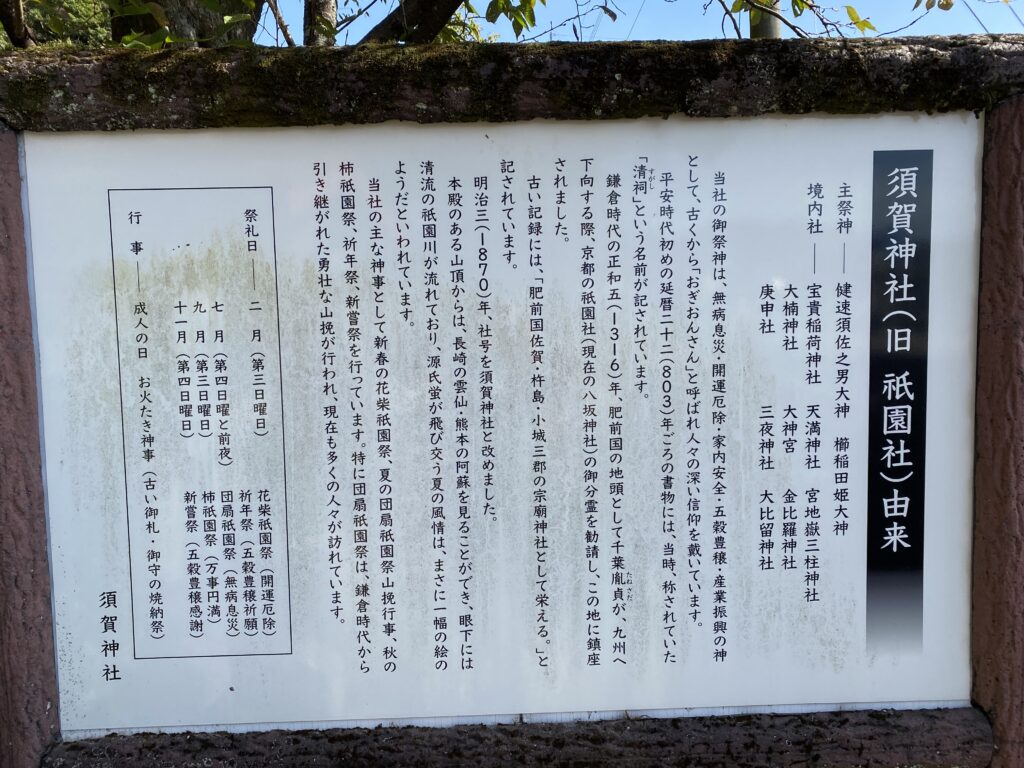 須賀神社(旧 祇園社)由来
主祭神 ── 健速須佐之男大神 櫛稲田姫大神
境内社 ── 宝貴稲荷神社 天満神社 宮地嶽三柱神社
大楠神社 大神宮 金比羅神社
庚申社 三夜神社 大比留神社
当社の御祭神は、無病息災・開運厄除・家内安全・五穀豊穣・産業振興の神
として、古くから「おぎおんさん」と呼ばれ人々の深い信仰を戴いています。
平安時代初めの延暦二十二(803)年ごろの書物には、当時、称されていた
「清祠」という名前が記されています。
すがし
鎌倉時代の正和五(1316)年、肥前国の地頭として千葉胤貞が、九州へ
たねさだ
下向する際、京都の祇園社(現在の八坂神社)の御分霊を勧請し、この地に鎮座
されました。
古い記録には、「肥前国佐賀・杵島・小城三郡の宗廟神社として栄える。」と
記されています。
明治三(1870)年、社号を須賀神社と改めました。
本殿のある山頂からは、長崎の雲仙・熊本の阿蘇を見ることができ、眼下には
清流の祇園川が流れており、源氏蛍が飛び交う夏の風情は、まさに一幅の絵の
ようだといわれています。
当社の主な神事として新春の花柴祇園祭、夏の団扇祇園祭山挽行事、秋の
柿祇園祭、祈年祭、新嘗祭を行っています。特に団扇祇園祭は、鎌倉時代から
引き継がれた勇壮な山挽が行われ、現在も多くの人々が訪れています。
祭礼日 ── 二 月(第三日曜日) 花柴祇園祭(開運厄除)
祈年祭(五穀豊穣祈願)
七 月(第四日曜と前夜) 団扇祇園祭(無病息災)
九 月(第三日曜日) 柿祇園祭(万事円満)
十一月(第四日曜日) 新嘗祭(五穀豊穣感謝)
行 事 ── 成人の日 お火たき神事(古い御札・御守の焼納祭)
須賀神社